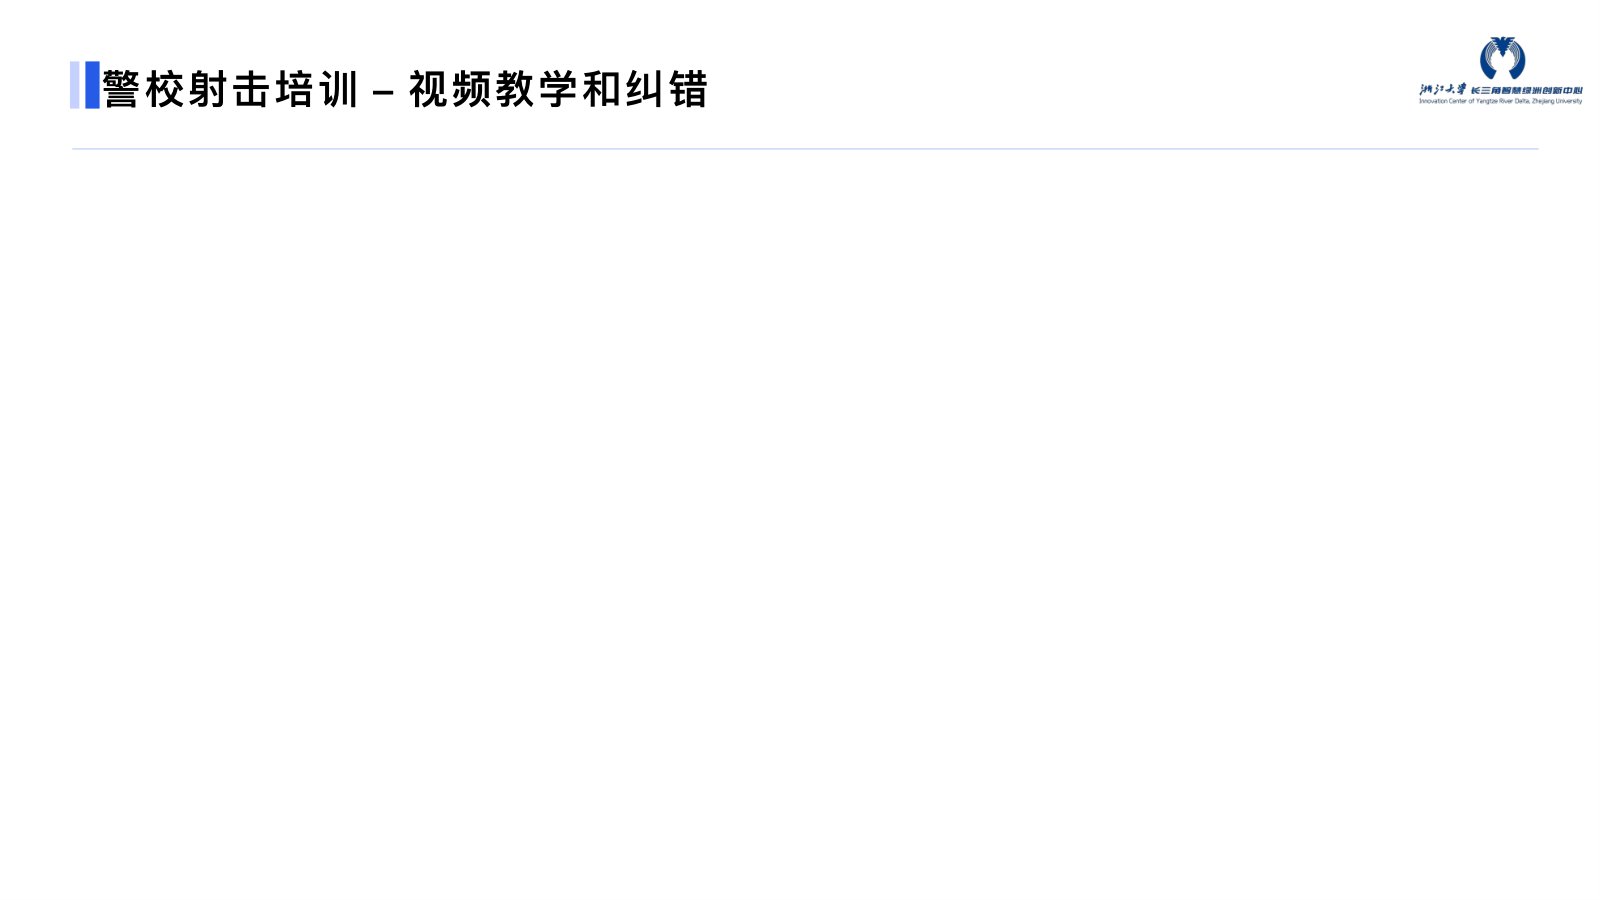 警校射击培训 – 视频教学和纠错
浙江大学 长三角智慧绿洲创新中心
Innovation Center of Yangtze River Delta, Zhejiang University